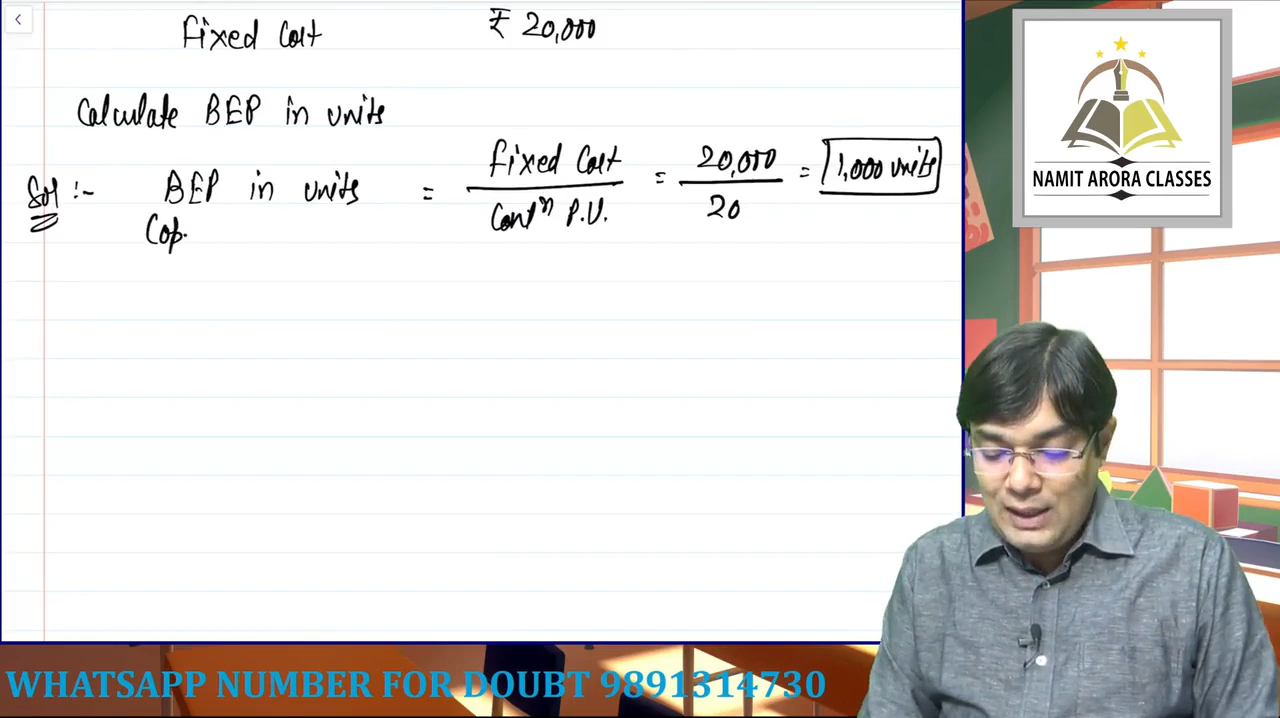 Fixed Cost ₹ 20,000
Calculate BEP in units
Sol :- BEP in units = Fixed Cost / Contⁿ P.U. = 20,000 / 20 = 1,000 units
(op.
NAMIT ARORA CLASSES
WHATSAPP NUMBER FOR DOUBT 9891314730